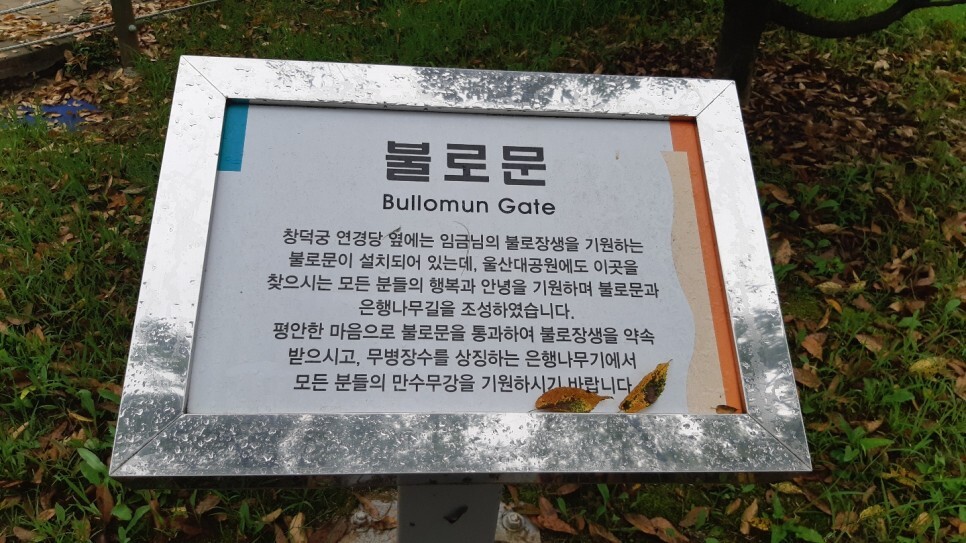 불로문
Bullomun Gate
창덕궁 연경당 옆에는 임금님의 불로장생을 기원하는
불로문이 설치되어 있는데, 울산대공원에도 이곳을
찾으시는 모든 분들의 행복과 안녕을 기원하며 불로문과
은행나무길을 조성하였습니다.
평안한 마음으로 불로문을 통과하여 불로장생을 약속
받으시고, 무병장수를 상징하는 은행나무기에서
모든 분들의 만수무강을 기원하시기 바랍니다.